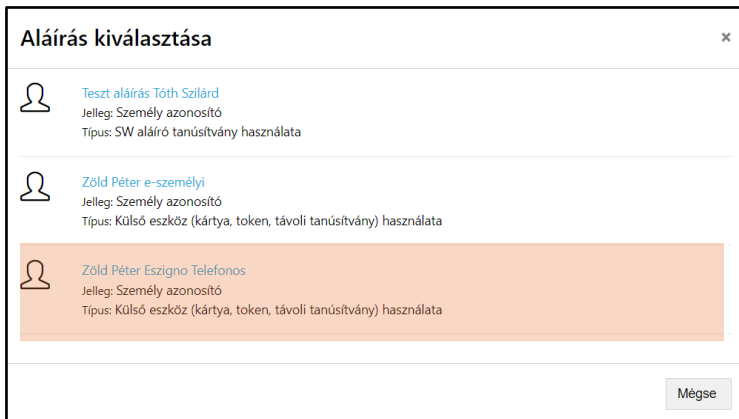 Aláírás kiválasztása
×
Teszt aláírás Tóth Szilárd
Jelleg: Személy azonosító
Típus: SW aláíró tanúsítvány használata
Zöld Péter e-személyi
Jelleg: Személy azonosító
Típus: Külső eszköz (kártya, token, távoli tanúsítvány) használata
Zöld Péter Eszigno Telefonos
Jelleg: Személy azonosító
Típus: Külső eszköz (kártya, token, távoli tanúsítvány) használata
Mégse